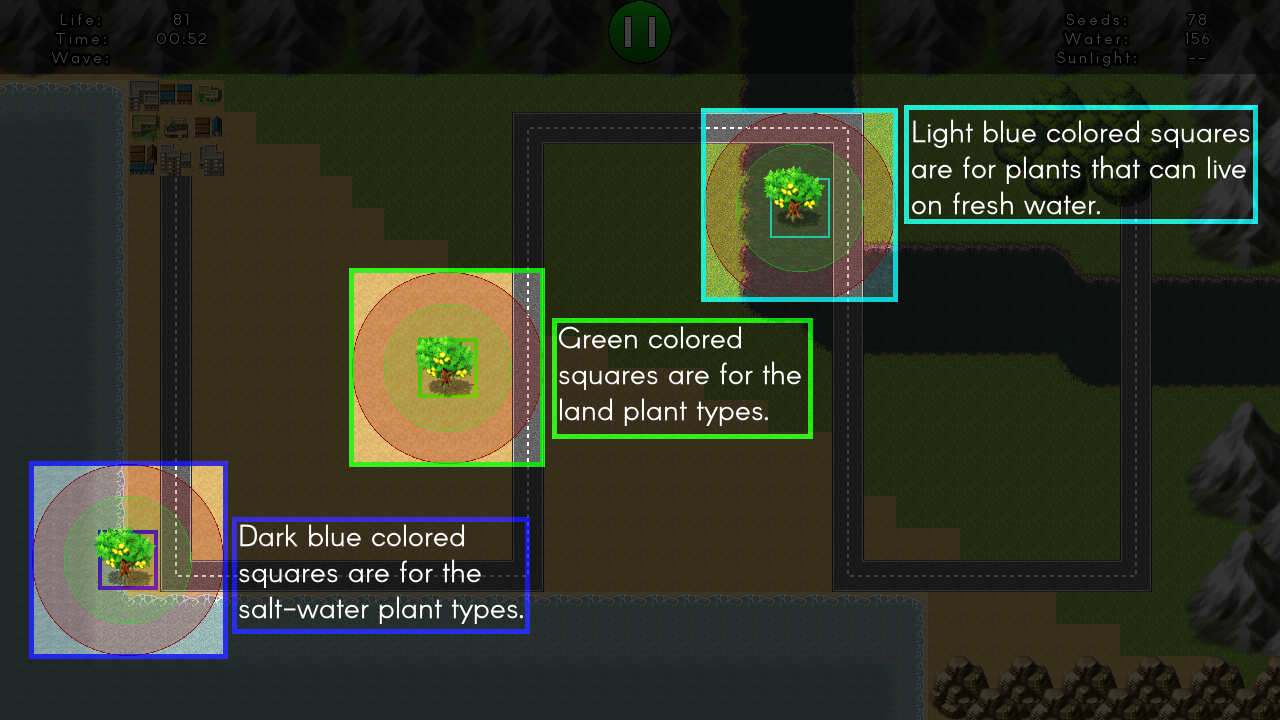 Life: 81
Time: 00:52
Wave:
Seeds: 78
Water: 156
Sunlight: --
Light blue colored squares
are for plants that can live
on fresh water.
Green colored
squares are for the
land plant types.
Dark blue colored
squares are for the
salt-water plant types.